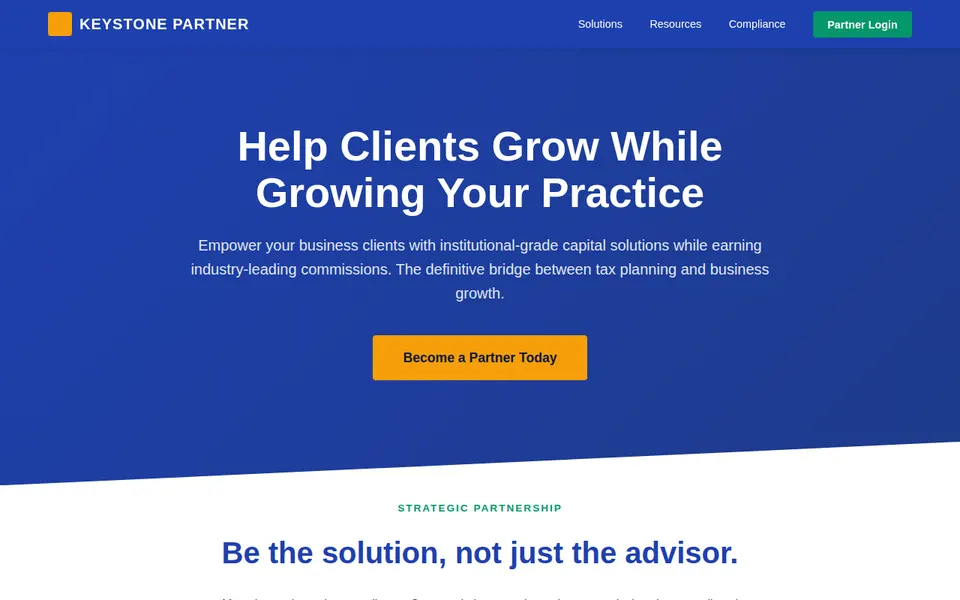 KEYSTONE PARTNER
Solutions
Resources
Compliance
Partner Login
Help Clients Grow While
Growing Your Practice
Empower your business clients with institutional-grade capital solutions while earning
industry-leading commissions. The definitive bridge between tax planning and business
growth.
Become a Partner Today
STRATEGIC PARTNERSHIP
Be the solution, not just the advisor.